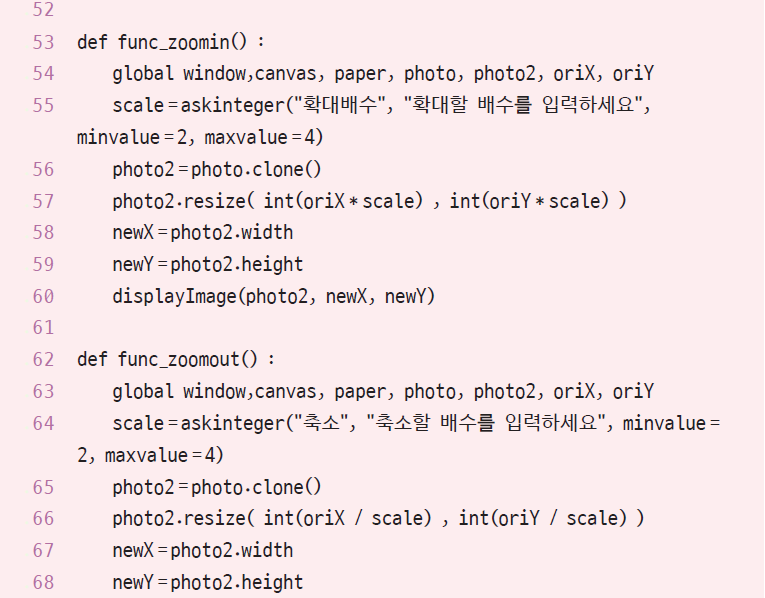 52
53 def func_zoomin() :
54     global window,canvas, paper, photo, photo2, oriX, oriY
55     scale=askinteger("확대배수", "확대할 배수를 입력하세요",
minvalue=2, maxvalue=4)
56     photo2=photo.clone()
57     photo2.resize( int(oriX*scale) , int(oriY*scale) )
58     newX=photo2.width
59     newY=photo2.height
60     displayImage(photo2, newX, newY)
61
62 def func_zoomout() :
63     global window,canvas, paper, photo, photo2, oriX, oriY
64     scale=askinteger("축소", "축소할 배수를 입력하세요", minvalue=
2, maxvalue=4)
65     photo2=photo.clone()
66     photo2.resize( int(oriX / scale) , int(oriY / scale) )
67     newX=photo2.width
68     newY=photo2.height